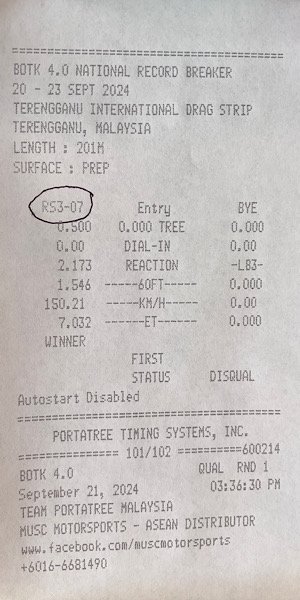 ========================================
BOTK 4.0 NATIONAL RECORD BREAKER
20 - 23 SEPT 2024
TERENGGANU INTERNATIONAL DRAG STRIP
TERENGGANU, MALAYSIA
LENGTH : 201M
SURFACE : PREP
RS3-07 Entry BYE
0.500 0.000 TREE 0.000
0.00 DIAL-IN 0.00
2.173 REACTION -LB3-
1.546 -----60FT----- 0.000
150.21 -----KM/H----- 0.00
7.032 ------ET------ 0.000
WINNER
FIRST
STATUS DISQUAL
Autostart Disabled
========================================
PORTATREE TIMING SYSTEMS, INC.
=============== 101/102 ==========600214
BOTK 4.0 QUAL RND 1
September 21, 2024 03:36:30 PM
TEAM PORTATREE MALAYSIA
MUSC MOTORSPORTS - ASEAN DISTRIBUTOR
www.facebook.com/muscmotorsports
+6016-6681490